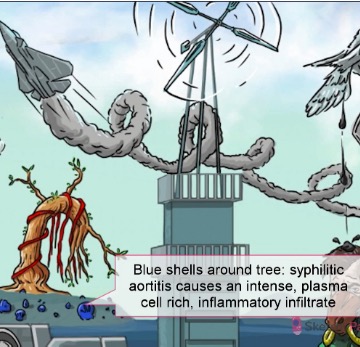 Blue shells around tree: syphilitic
aortitis causes an intense, plasma
cell rich, inflammatory infiltrate